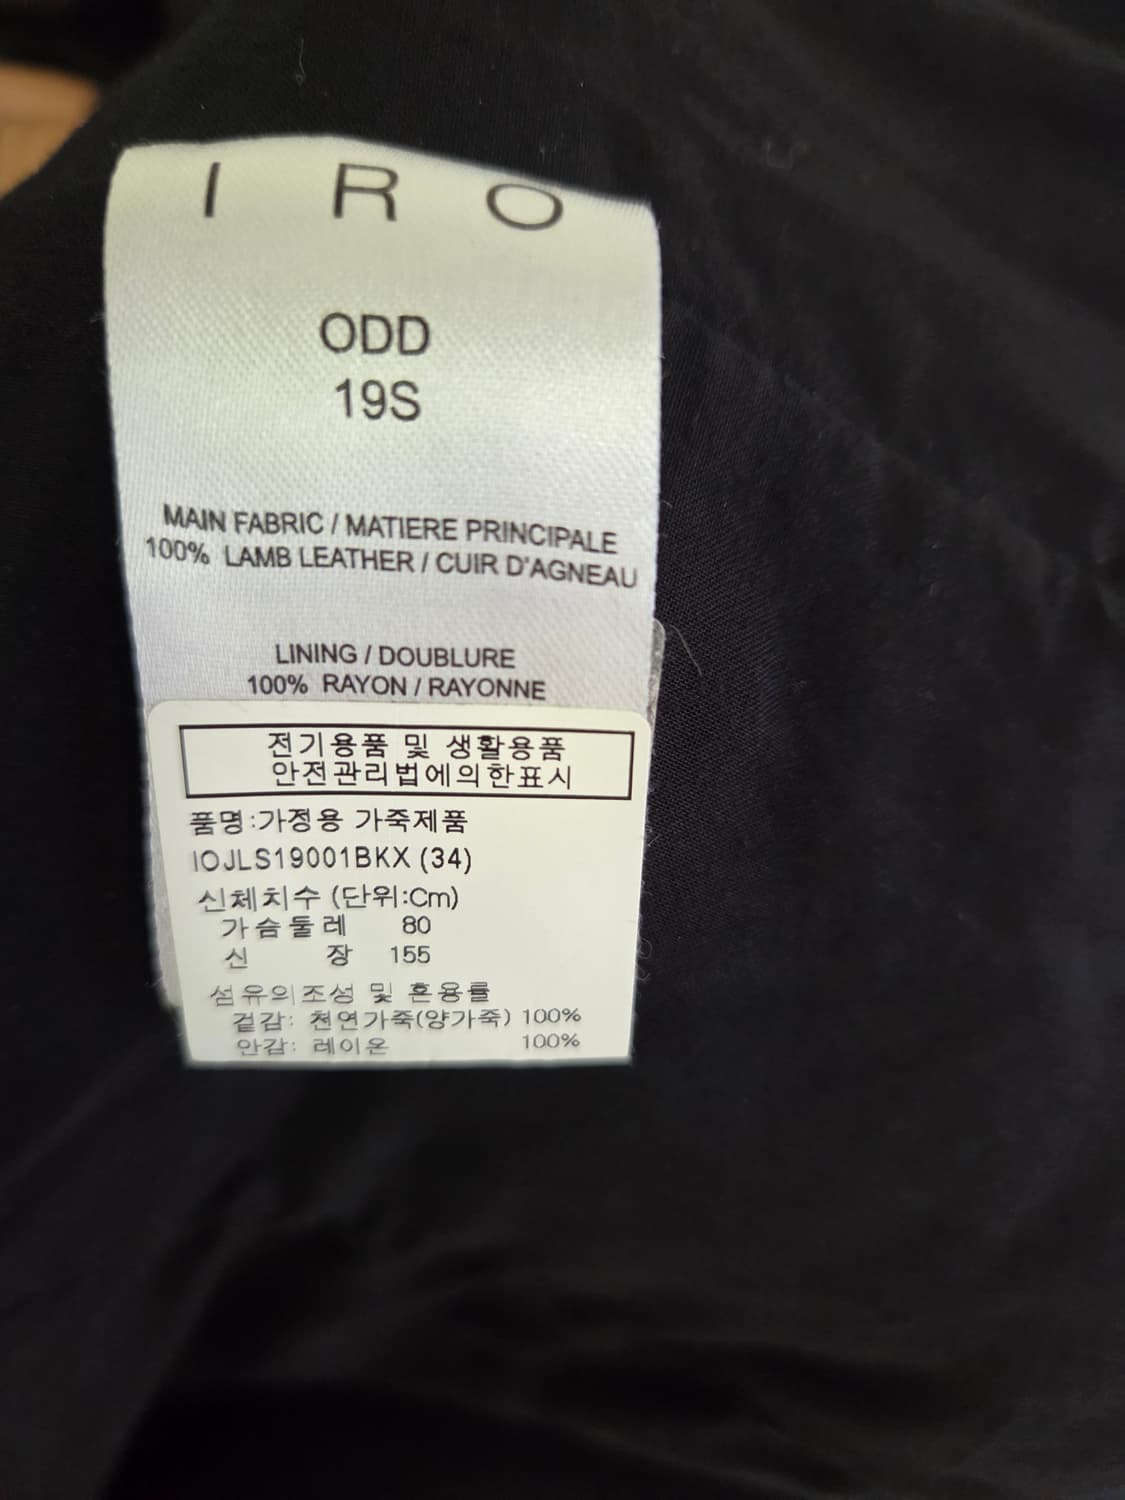 I R O
ODD
19S
MAIN FABRIC / MATIERE PRINCIPALE
100% LAMB LEATHER / CUIR D'AGNEAU
LINING / DOUBLURE
100% RAYON / RAYONNE
전기용품 및 생활용품
안전관리법에의한표시
품명:가정용 가죽제품
IOJLS19001BKX (34)
신체치수 (단위:Cm)
가슴둘레 80
신 장 155
섬유의조성 및 혼용률
겉감: 천연가죽(양가죽) 100%
안감: 레이온 100%